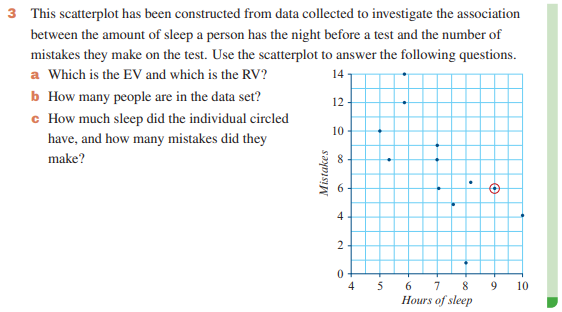 3 This scatterplot has been constructed from data collected to investigate the association
between the amount of sleep a person has the night before a test and the number of
mistakes they make on the test. Use the scatterplot to answer the following questions.
a Which is the EV and which is the RV?
b How many people are in the data set?
c How much sleep did the individual circled
have, and how many mistakes did they
make?
14
12
10
8
6
4
2
0
Mistakes
4 5 6 7 8 9 10
Hours of sleep